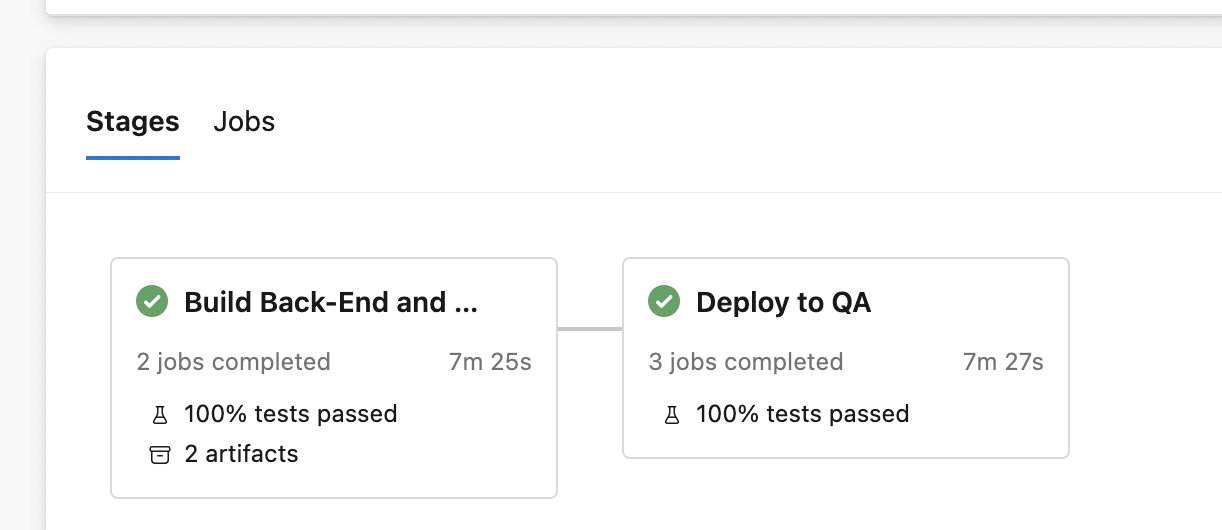 Stages Jobs
Build Back-End and ...
2 jobs completed 7m 25s
100% tests passed
2 artifacts
Deploy to QA
3 jobs completed 7m 27s
100% tests passed